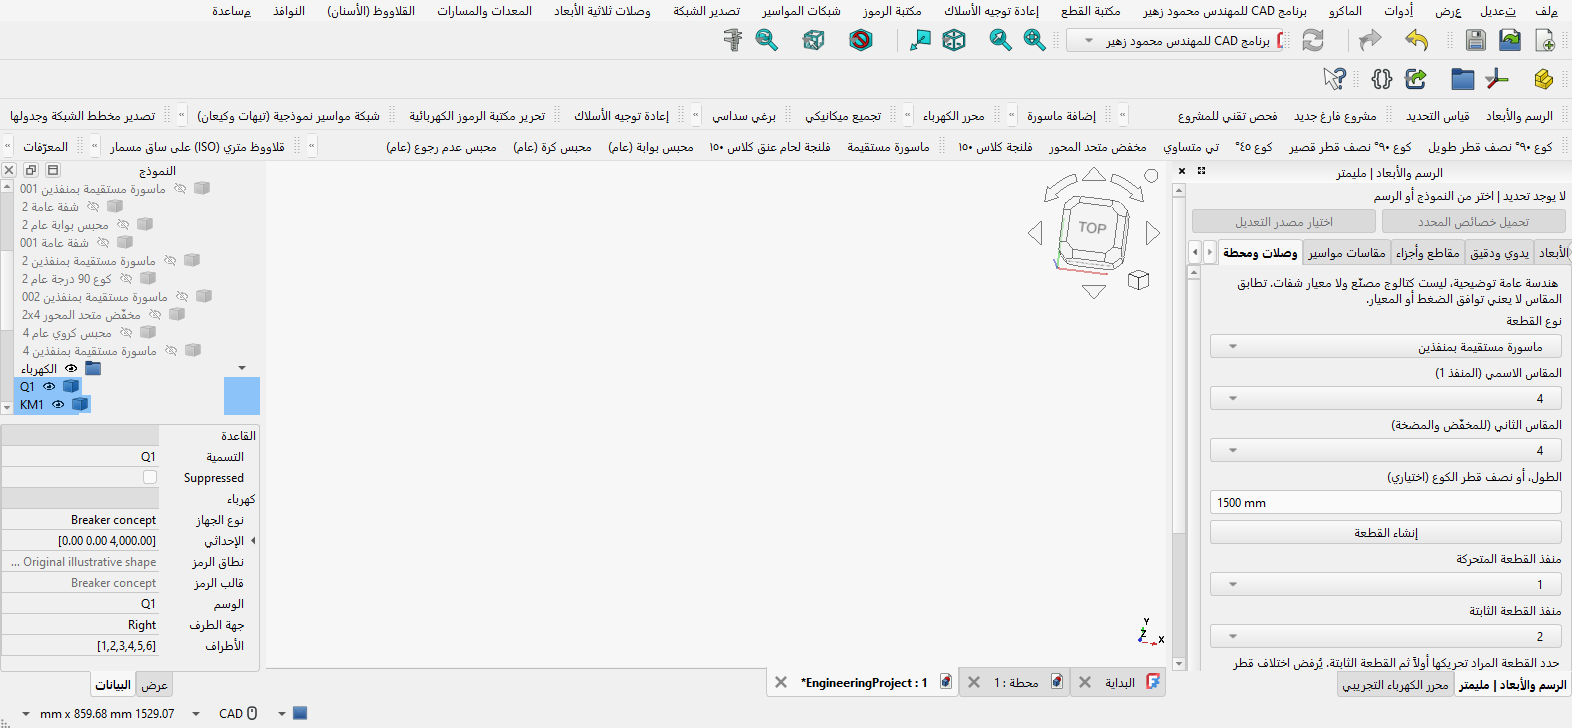 ملف تعديل عرض أدوات الماكرو برنامج CAD للمهندس محمود زهير مكتبة القطع إعادة توجيه الأسلاك مكتبة الرموز شبكات المواسير تصدير الشبكة وصلات ثلاثية الأبعاد المعدات والمسارات القلاووظ (الأسنان) النوافذ مساعدة
برنامج CAD للمهندس محمود زهير
الرسم والأبعاد قياس التحديد مشروع فارغ جديد فحص تقني للمشروع » إضافة ماسورة » محرر الكهرباء » تجميع ميكانيكي برغي سداسي » إعادة توجيه الأسلاك تحرير مكتبة الرموز الكهربائية شبكة مواسير نموذجية (تيهات وكيعان) » تصدير مخطط الشبكة وجدولها
كوع ٩٠° نصف قطر طويل كوع ٩٠° نصف قطر قصير كوع ٤٥° تي متساوي مخفض متحد المحور فلنجة كلاس ١٥٠ ماسورة مستقيمة فلنجة لحام عنق كلاس ١٥٠ محبس بوابة (عام) محبس كرة (عام) محبس عدم رجوع (عام) » قلاووظ متري (ISO) على ساق مسمار » المعرّفات »
النموذج
ماسورة مستقيمة بمنفذين 001
شفة عامة 2
محبس بوابة عام 2
شفة عامة 001
ماسورة مستقيمة بمنفذين 2
كوع 90 درجة عام 2
ماسورة مستقيمة بمنفذين 002
مخفّض متحد المحور 2x4
محبس كروي عام 4
ماسورة مستقيمة بمنفذين 4
الكهرباء
Q1
KM1
القاعدة
التسمية Q1
Suppressed
كهرباء
نوع الجهاز Breaker concept
الإحداثي [0.00 0.00 4,000.00]
نطاق الرمز Original illustrative shape ...
قالب الرمز Breaker concept
الوسم Q1
جهة الطرف Right
الأطراف [1,2,3,4,5,6]
عرض البيانات
TOP
Y
Z
X
البداية
محطة : 1
EngineeringProject : 1*
الرسم والأبعاد | مليمتر
لا يوجد تحديد | اختر من النموذج أو الرسم
تحميل خصائص المحدد اختيار مصدر التعديل
الأبعاد يدوي ودقيق مقاطع وأجزاء مقاسات مواسير وصلات ومحطة
هندسة عامة توضيحية، ليست كتالوج مصنّع ولا معيار شفات. تطابق
المقاس لا يعني توافق الضغط أو المعيار.
نوع القطعة
ماسورة مستقيمة بمنفذين
المقاس الاسمي (المنفذ 1)
4
المقاس الثاني (للمخفّض والمضخة)
4
الطول، أو نصف قطر الكوع (اختياري)
1500 mm
إنشاء القطعة
منفذ القطعة المتحركة
1
منفذ القطعة الثابتة
2
حدد القطعة المراد تحريكها أولاً ثم القطعة الثابتة. يُرفض اختلاف قطر
الرسم والأبعاد | مليمتر محرر الكهرباء التجريبي
CAD
mm x 859.68 mm 1529.07